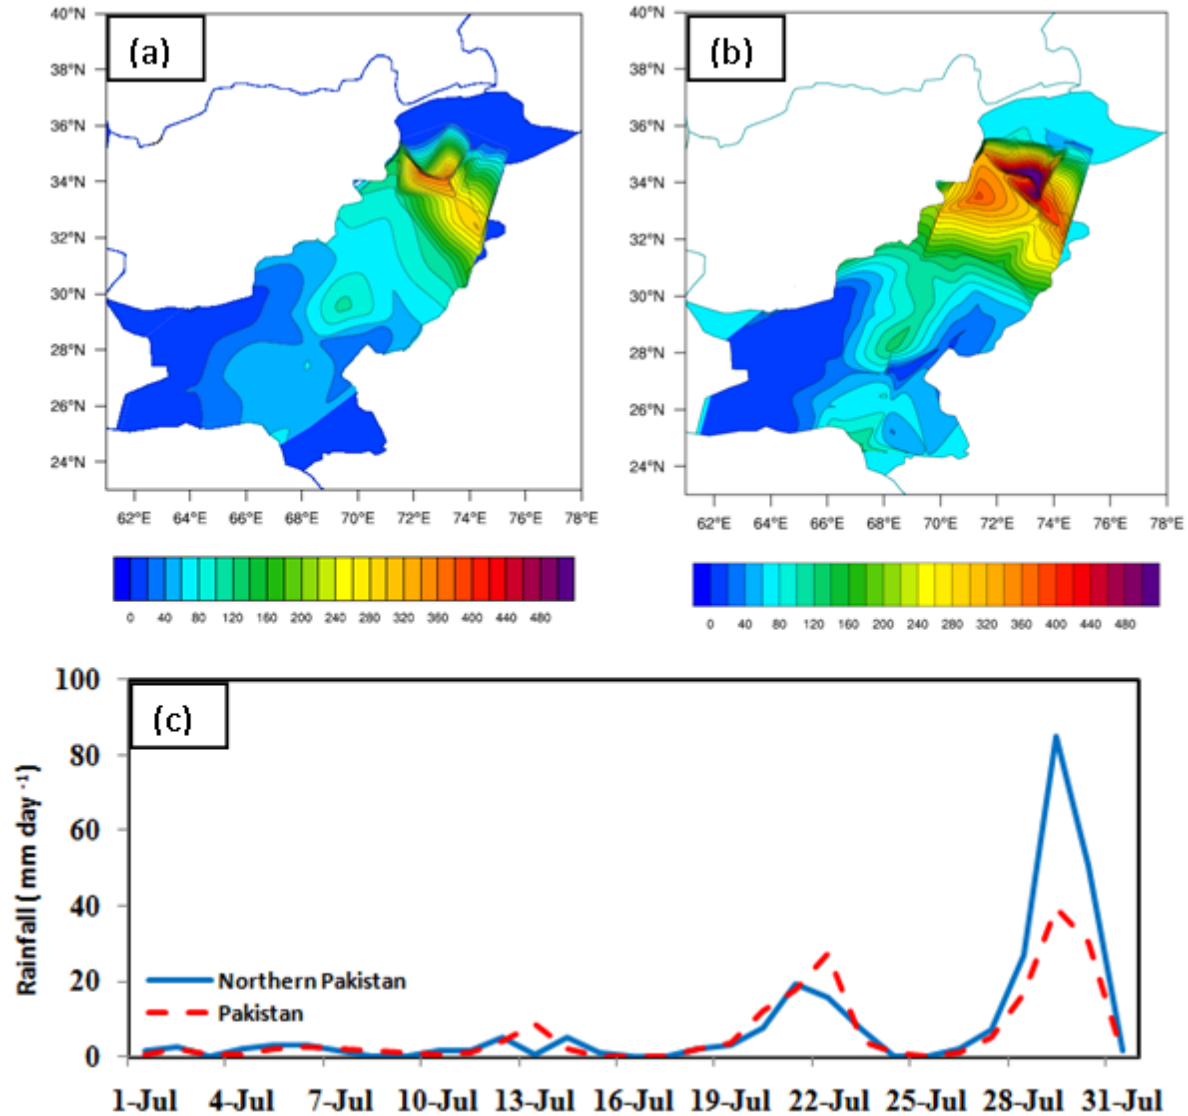 (a)
40°N
38°N
36°N
34°N
32°N
30°N
28°N
26°N
24°N
62°E 64°E 66°E 68°E 70°E 72°E 74°E 76°E 78°E
0 40 80 120 160 200 240 280 320 360 400 440 480
(b)
40°N
38°N
36°N
34°N
32°N
30°N
28°N
26°N
24°N
62°E 64°E 66°E 68°E 70°E 72°E 74°E 76°E 78°E
0 40 80 120 160 200 240 280 320 360 400 440 480
(c)
Rainfall ( mm day -1)
100
80
60
40
20
0
Northern Pakistan
Pakistan
1-Jul 4-Jul 7-Jul 10-Jul 13-Jul 16-Jul 19-Jul 22-Jul 25-Jul 28-Jul 31-Jul